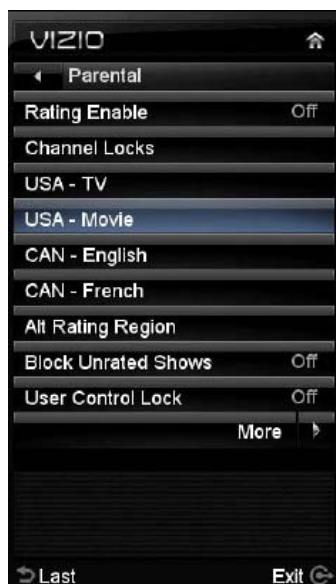 VIZIO
Parental
Rating Enable Off
Channel Locks
USA - TV
USA - Movie
CAN - English
CAN - French
Alt Rating Region
Block Unrated Shows Off
User Control Lock Off
More
Last Exit